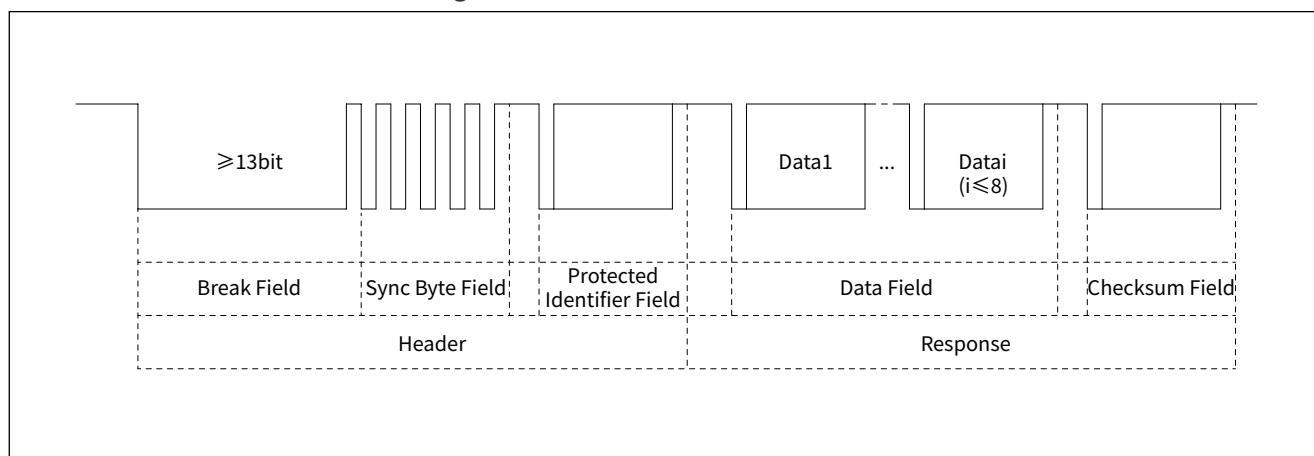 ≥13bit
Data1
...
Datai
(i≤8)
Break Field
Sync Byte Field
Protected
Identifier Field
Data Field
Checksum Field
Header
Response